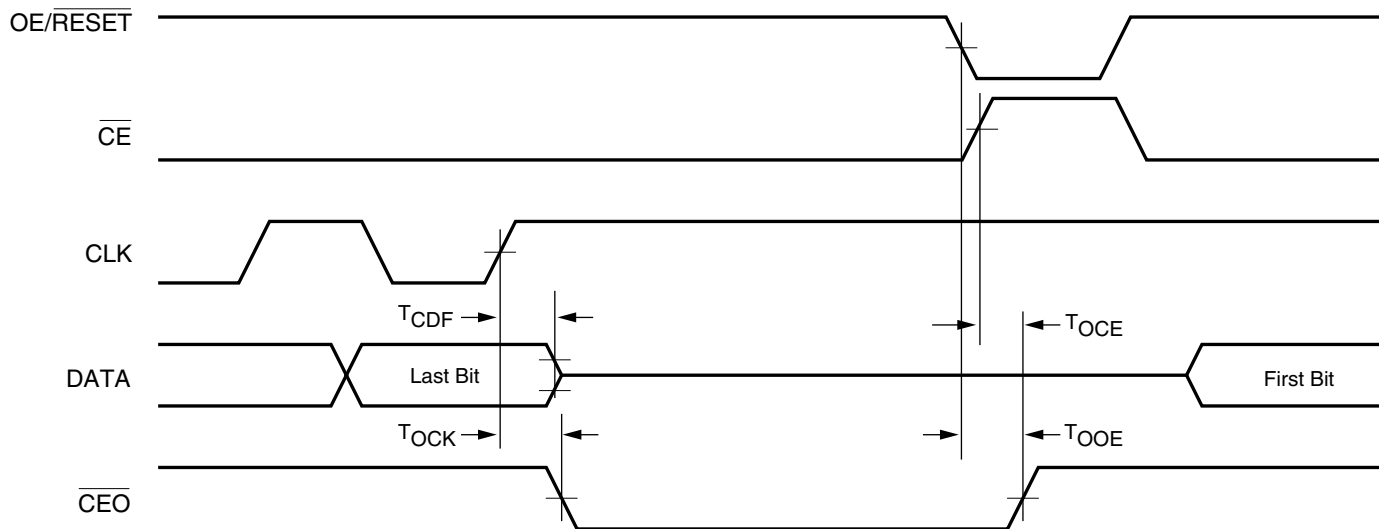 OE/RESET
CE
CLK
TCDF
TOCE
DATA
Last Bit
First Bit
TOCK
TOOE
CEO